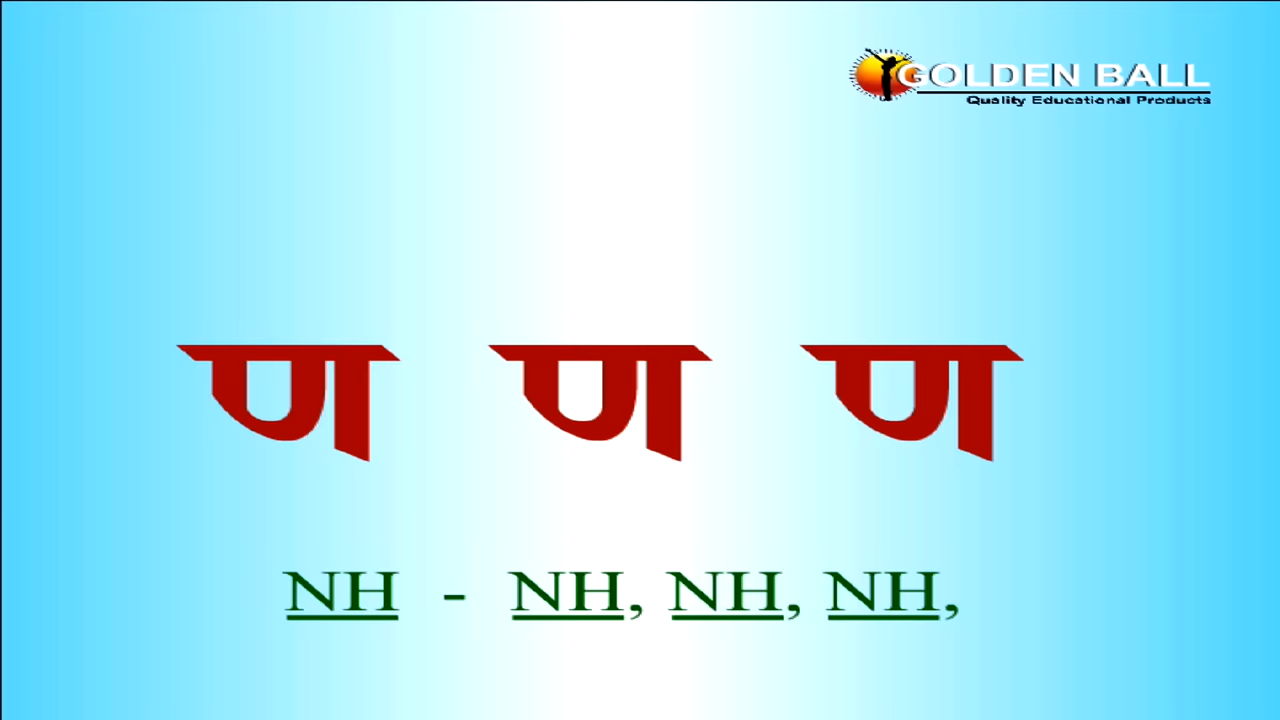 GOLDEN BALL
Quality Educational Products
ण ण ण
NH - NH, NH, NH,